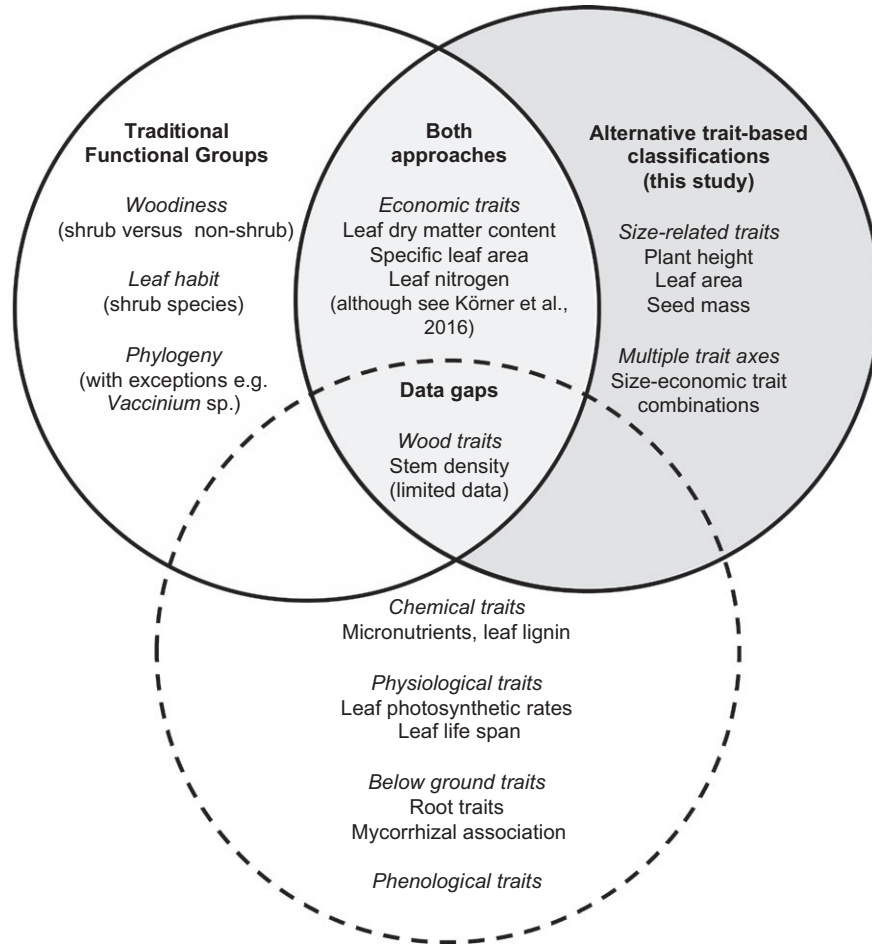 Traditional
Functional Groups
Woodiness
(shrub versus non-shrub)
Leaf habit
(shrub species)
Phylogeny
(with exceptions e.g.
Vaccinium sp.)
Both
approaches
Economic traits
Leaf dry matter content
Specific leaf area
Leaf nitrogen
(although see Körner et al.,
2016)
Data gaps
Wood traits
Stem density
(limited data)
Alternative trait-based
classifications
(this study)
Size-related traits
Plant height
Leaf area
Seed mass
Multiple trait axes
Size-economic trait
combinations
Chemical traits
Micronutrients, leaf lignin
Physiological traits
Leaf photosynthetic rates
Leaf life span
Below ground traits
Root traits
Mycorrhizal association
Phenological traits